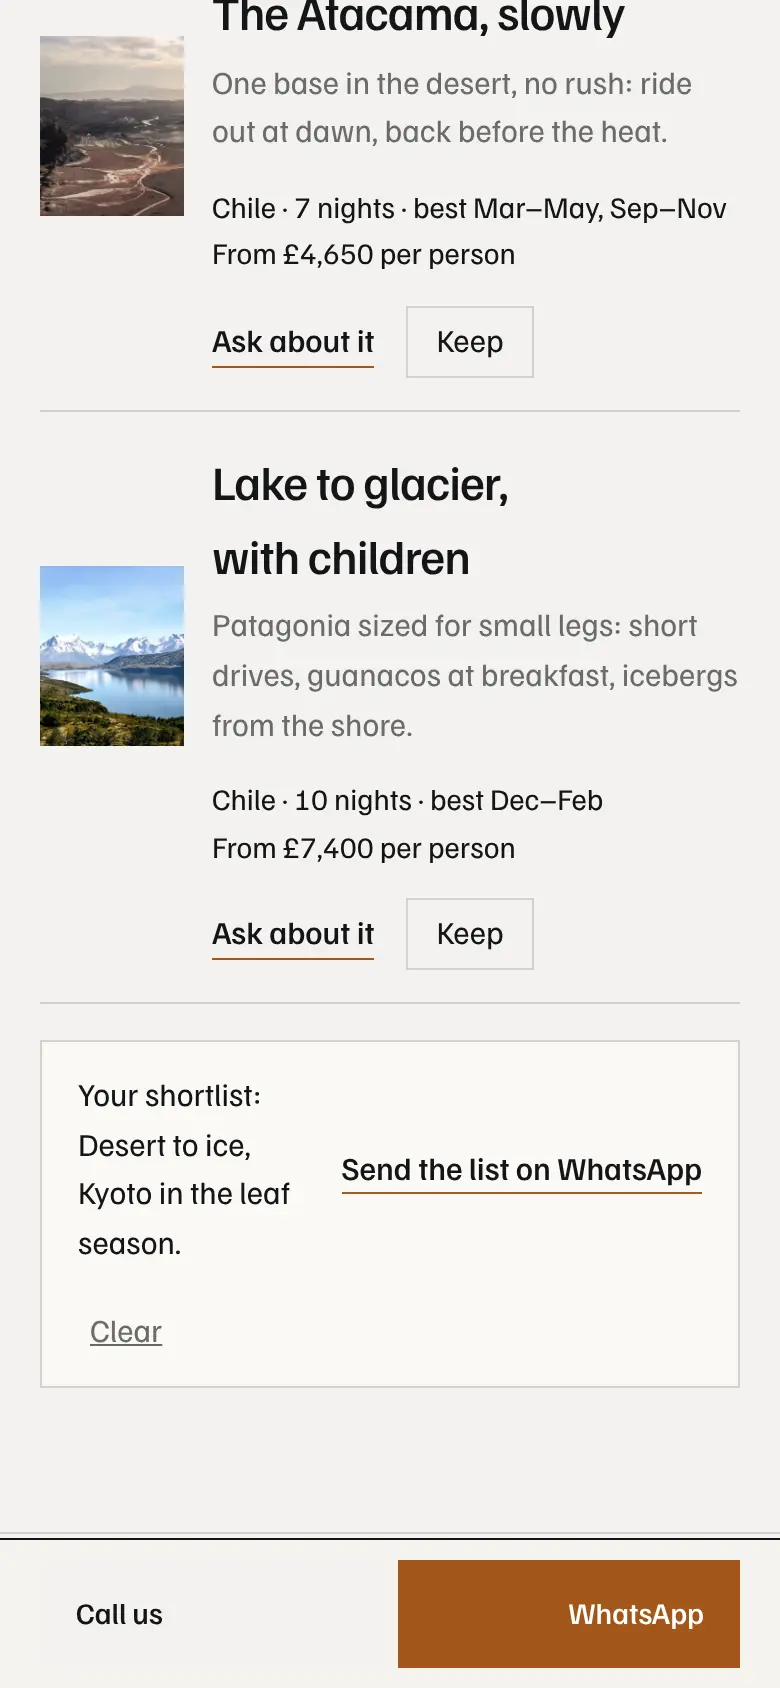 The Atacama, slowly
One base in the desert, no rush: ride
out at dawn, back before the heat.
Chile · 7 nights · best Mar–May, Sep–Nov
From £4,650 per person
Ask about it
Keep
Lake to glacier,
with children
Patagonia sized for small legs: short
drives, guanacos at breakfast, icebergs
from the shore.
Chile · 10 nights · best Dec–Feb
From £7,400 per person
Ask about it
Keep
Your shortlist:
Desert to ice,
Kyoto in the leaf
season.
Send the list on WhatsApp
Clear
Call us
WhatsApp